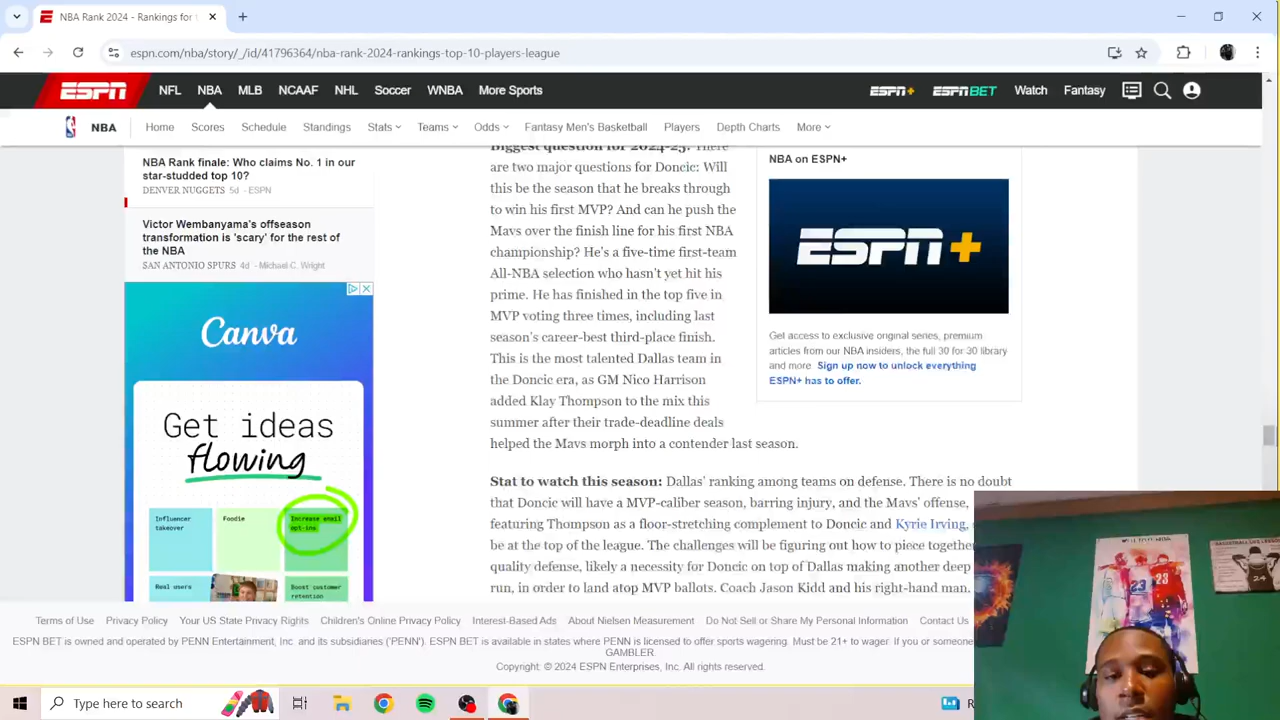 NBA Rank 2024 - Rankings for t
espn.com/nba/story/_/id/41796364/nba-rank-2024-rankings-top-10-players-league
ESPN NFL NBA MLB NCAAF NHL Soccer WNBA More Sports ESPN+ ESPN BET Watch Fantasy
NBA Home Scores Schedule Standings Stats Teams Odds Fantasy Men's Basketball Players Depth Charts More
NBA Rank finale: Who claims No. 1 in our
star-studded top 10?
DENVER NUGGETS 5d - ESPN
Victor Wembanyama's offseason
transformation is 'scary' for the rest of
the NBA
SAN ANTONIO SPURS 4d - Michael C. Wright
Canva
Get ideas
flowing
Influencer
takeover
Foodie
Increase email
opt-ins
Real users
Boost customer
retention
Biggest question for 2024-25: There
are two major questions for Doncic: Will
this be the season that he breaks through
to win his first MVP? And can he push the
Mavs over the finish line for his first NBA
championship? He's a five-time first-team
All-NBA selection who hasn't yet hit his
prime. He has finished in the top five in
MVP voting three times, including last
season's career-best third-place finish.
This is the most talented Dallas team in
the Doncic era, as GM Nico Harrison
added Klay Thompson to the mix this
summer after their trade-deadline deals
helped the Mavs morph into a contender last season.
Stat to watch this season: Dallas' ranking among teams on defense. There is no doubt
that Doncic will have a MVP-caliber season, barring injury, and the Mavs' offense,
featuring Thompson as a floor-stretching complement to Doncic and Kyrie Irving,
be at the top of the league. The challenges will be figuring out how to piece together
quality defense, likely a necessity for Doncic on top of Dallas making another deep
run, in order to land atop MVP ballots. Coach Jason Kidd and his right-hand man,
NBA on ESPN+
ESPN+
Get access to exclusive original series, premium
articles from our NBA insiders, the full 30 for 30 library
and more Sign up now to unlock everything
ESPN+ has to offer.
Terms of Use Privacy Policy Your US State Privacy Rights Children's Online Privacy Policy Interest-Based Ads About Nielsen Measurement Do Not Sell or Share My Personal Information Contact Us
ESPN BET is owned and operated by PENN Entertainment, Inc. and its subsidiaries ('PENN'). ESPN BET is available in states where PENN is licensed to offer sports wagering. Must be 21+ to wager. If you or someone
GAMBLER.
Copyright: © 2024 ESPN Enterprises, Inc. All rights reserved.
Type here to search
23
23
24